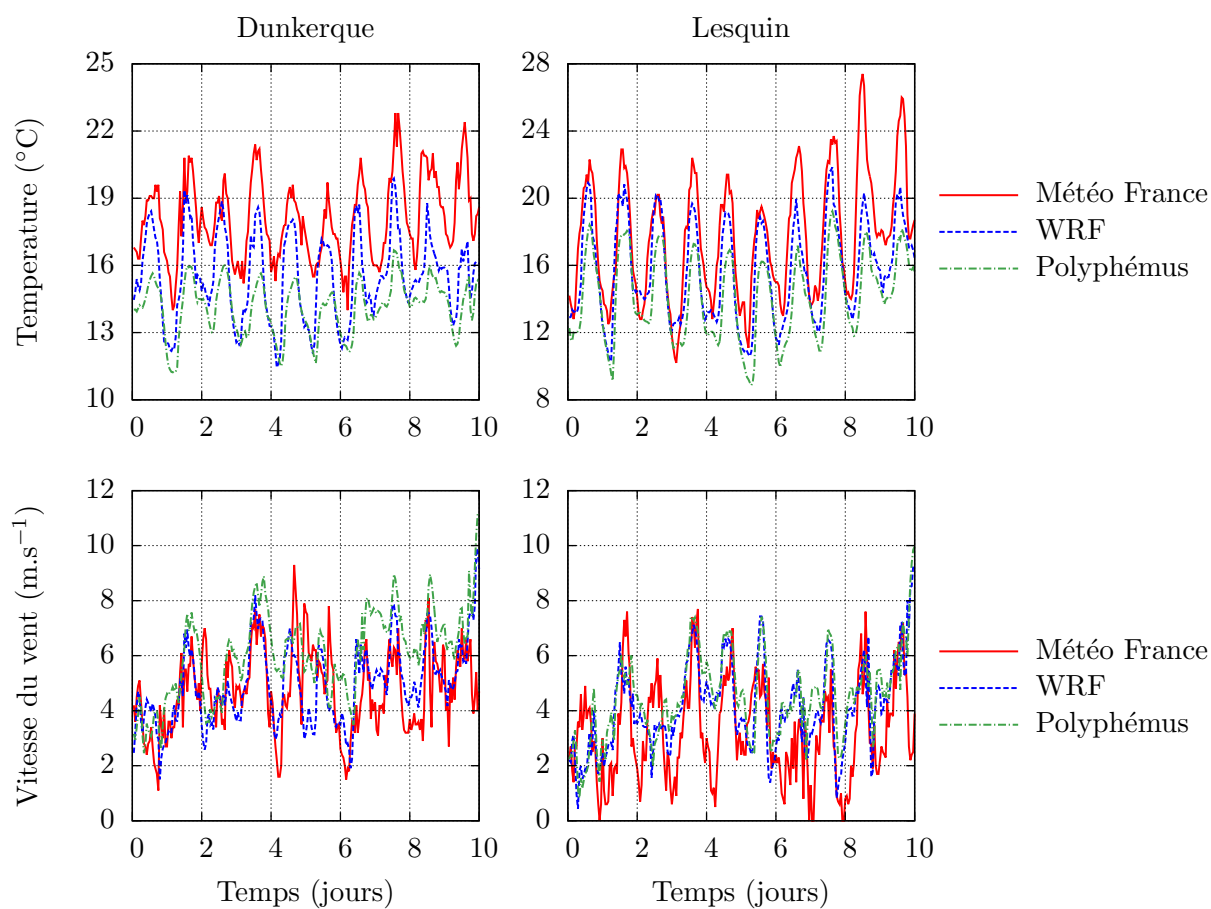 Dunkerque
Lesquin
Temperature (°C)
25
22
19
16
13
10
0 2 4 6 8 10
28
24
20
16
12
8
0 2 4 6 8 10
Météo France
WRF
Polyphémus
Vitesse du vent (m.s⁻¹)
12
10
8
6
4
2
0
0 2 4 6 8 10
Temps (jours)
12
10
8
6
4
2
0
0 2 4 6 8 10
Temps (jours)
Météo France
WRF
Polyphémus